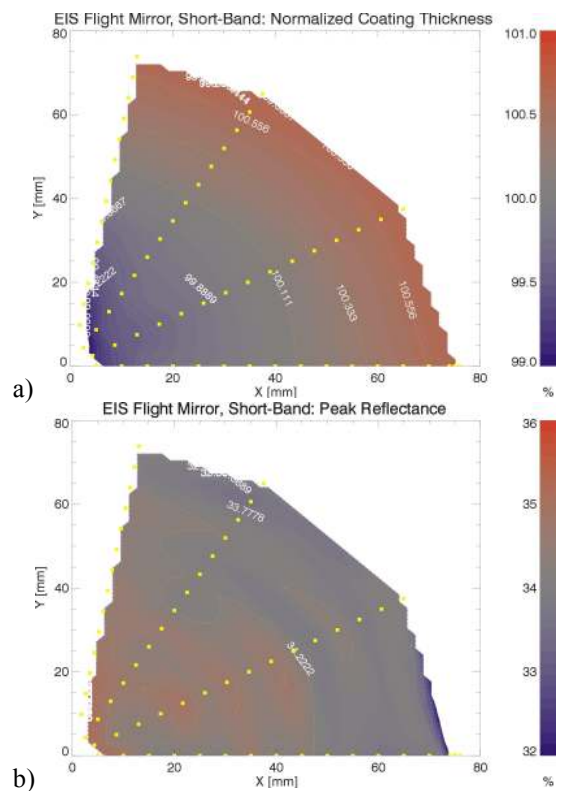 EIS Flight Mirror, Short-Band: Normalized Coating Thickness
80
60
40
20
0
Y [mm]
100.556
99.8889
100.111
100.333
100.556
0 20 40 60 80
X [mm]
101.0
100.5
100.0
99.5
99.0
%
a)
EIS Flight Mirror, Short-Band: Peak Reflectance
80
60
40
20
0
Y [mm]
33.7778
34.2222
0 20 40 60 80
X [mm]
36
35
34
33
32
%
b)